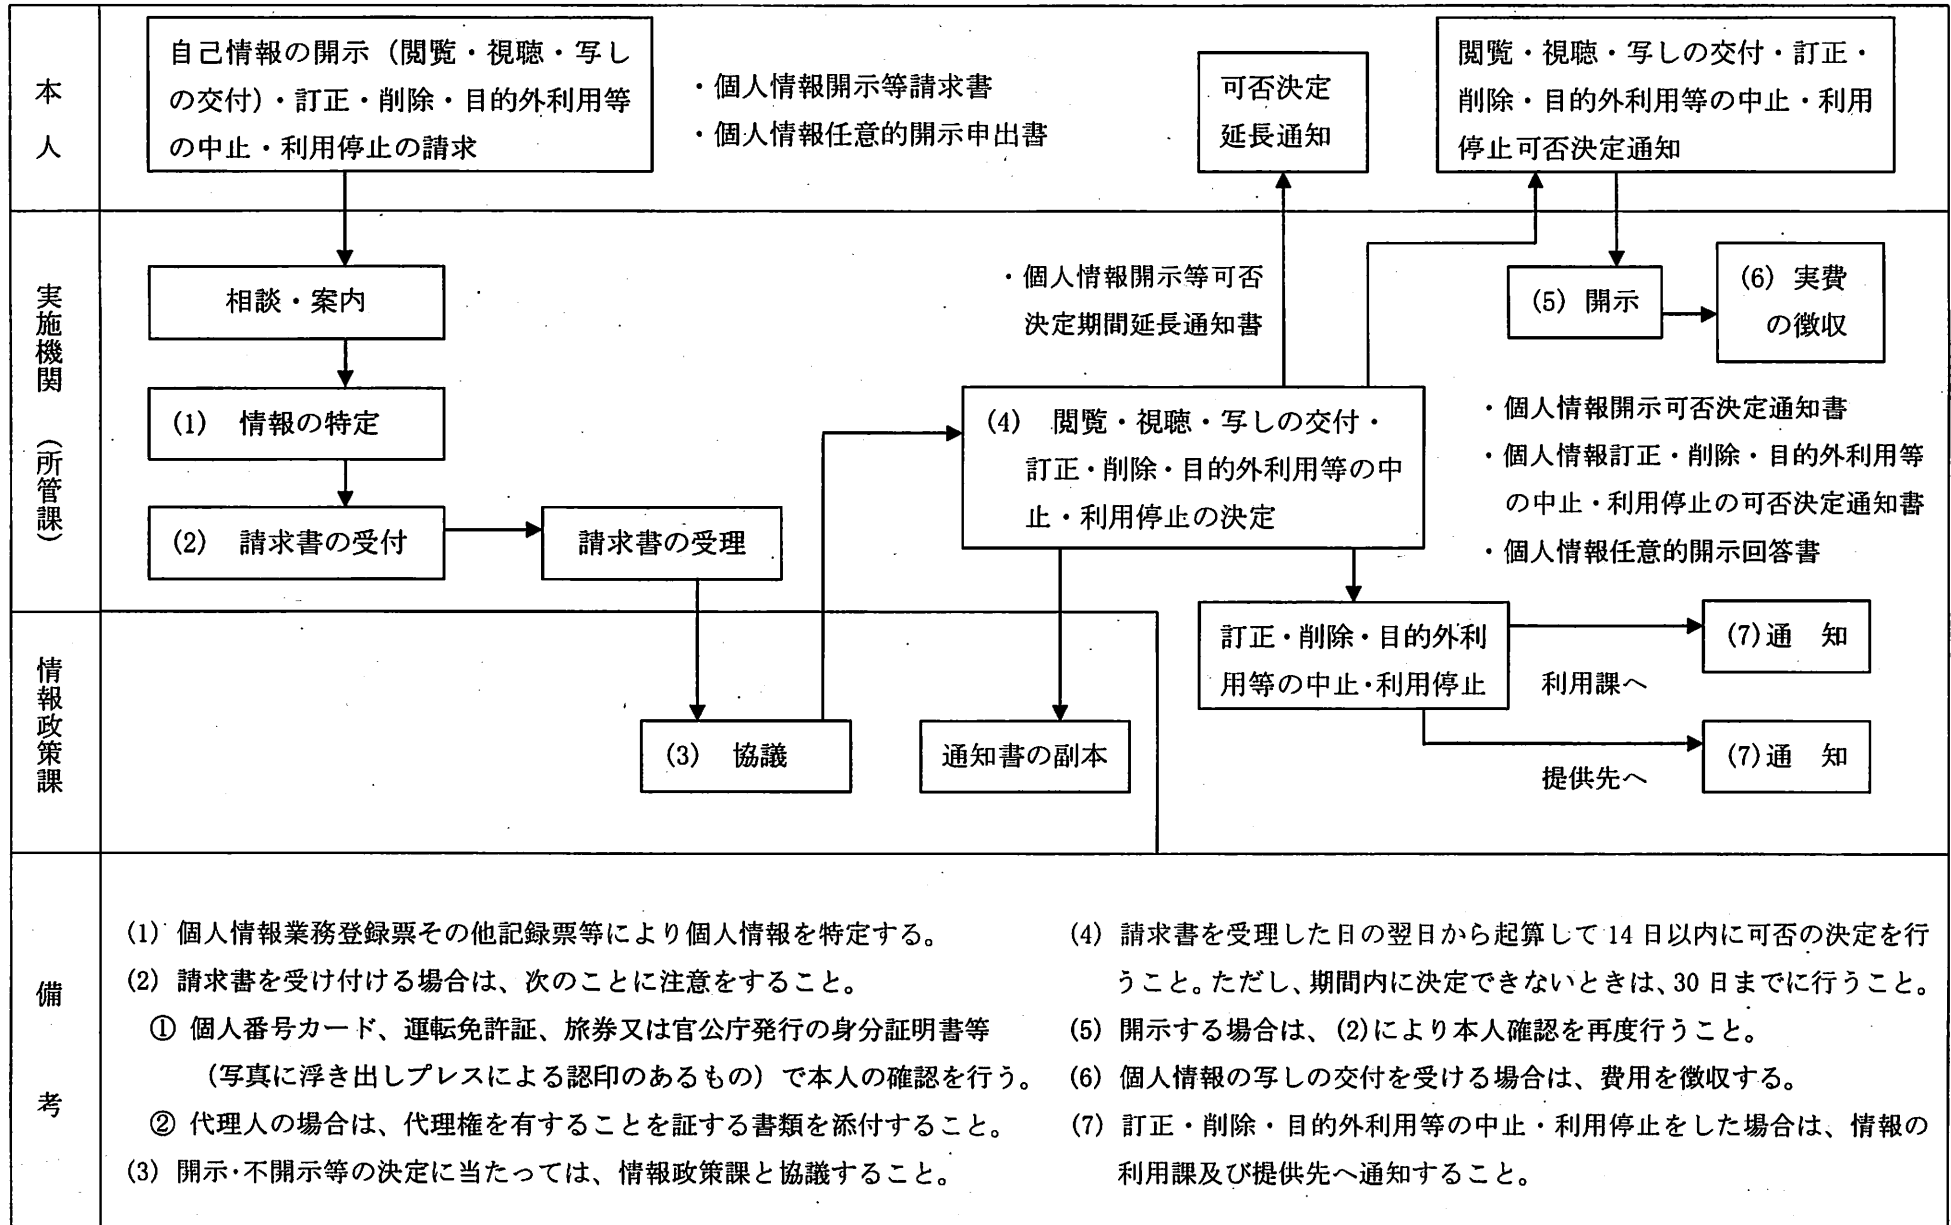 本人
自己情報の開示（閲覧・視聴・写し
の交付）・訂正・削除・目的外利用等
の中止・利用停止の請求
・個人情報開示等請求書
・個人情報任意的開示申出書
可否決定
延長通知
閲覧・視聴・写しの交付・訂正・
削除・目的外利用等の中止・利用
停止可否決定通知
実施機関（所管課）
相談・案内
(1) 情報の特定
(2) 請求書の受付
請求書の受理
・個人情報開示等可否
決定期間延長通知書
(4) 閲覧・視聴・写しの交付・
訂正・削除・目的外利用等の中
止・利用停止の決定
(5) 開示
(6) 実費
の徴収
・個人情報開示可否決定通知書
・個人情報訂正・削除・目的外利用等
の中止・利用停止の可否決定通知書
・個人情報任意的開示回答書
情報政策課
(3) 協議
通知書の副本
訂正・削除・目的外利
用等の中止・利用停止
利用課へ
(7)通 知
提供先へ
(7)通 知
備考
(1) 個人情報業務登録票その他記録票等により個人情報を特定する。
(2) 請求書を受け付ける場合は、次のことに注意をすること。
① 個人番号カード、運転免許証、旅券又は官公庁発行の身分証明書等
（写真に浮き出しプレスによる認印のあるもの）で本人の確認を行う。
② 代理人の場合は、代理権を有することを証する書類を添付すること。
(3) 開示・不開示等の決定に当たっては、情報政策課と協議すること。
(4) 請求書を受理した日の翌日から起算して 14 日以内に可否の決定を行
うこと。ただし、期間内に決定できないときは、30 日までに行うこと。
(5) 開示する場合は、(2)により本人確認を再度行うこと。
(6) 個人情報の写しの交付を受ける場合は、費用を徴収する。
(7) 訂正・削除・目的外利用等の中止・利用停止をした場合は、情報の
利用課及び提供先へ通知すること。